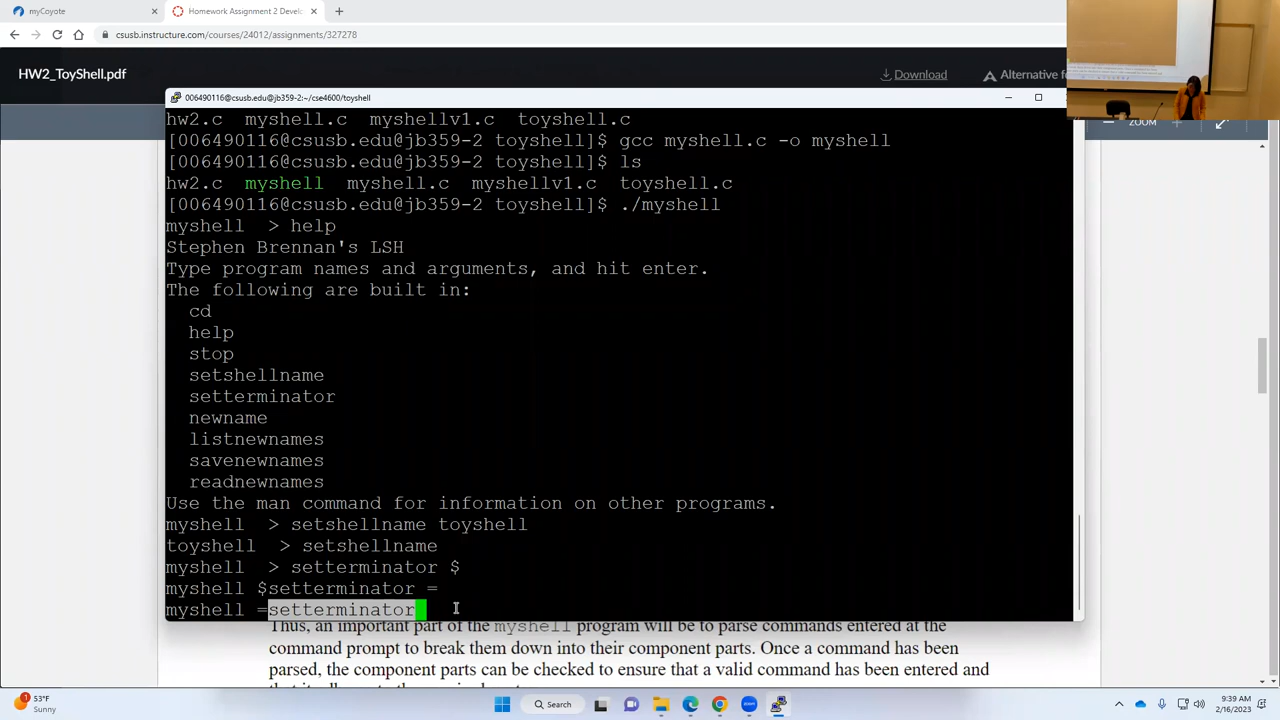 myCoyote
Homework Assignment 2 Devel
csusb.instructure.com/courses/24012/assignments/327278
HW2_ToyShell.pdf
Download
Alternative fo
ZOOM
006490116@csusb.edu@jb359-2:~/cse4600/toyshell
hw2.c myshell.c myshellv1.c toyshell.c
[006490116@csusb.edu@jb359-2 toyshell]$ gcc myshell.c -o myshell
[006490116@csusb.edu@jb359-2 toyshell]$ ls
hw2.c myshell myshell.c myshellv1.c toyshell.c
[006490116@csusb.edu@jb359-2 toyshell]$ ./myshell
myshell > help
Stephen Brennan's LSH
Type program names and arguments, and hit enter.
The following are built in:
cd
help
stop
setshellname
setterminator
newname
listnewnames
savenewnames
readnewnames
Use the man command for information on other programs.
myshell > setshellname toyshell
toyshell > setshellname
myshell > setterminator $
myshell $setterminator =
myshell =setterminator
Thus, an important part of the myshell program will be to parse commands entered at the
command prompt to break them down into their component parts. Once a command has been
parsed, the component parts can be checked to ensure that a valid command has been entered and
53°F
Sunny
Search
9:39 AM
2/16/2023